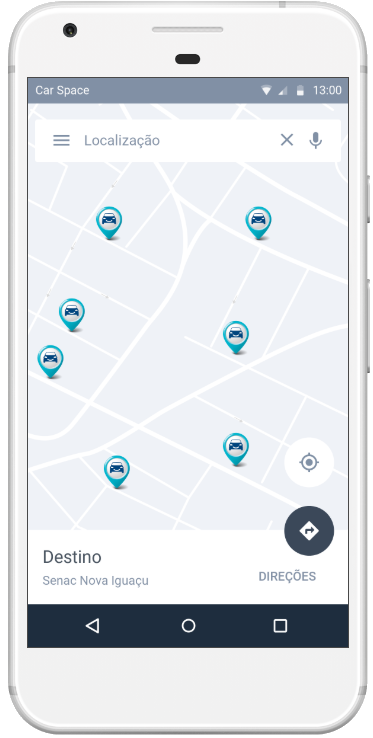 Car Space 13:00
Localização
Destino
Senac Nova Iguaçu
DIREÇÕES